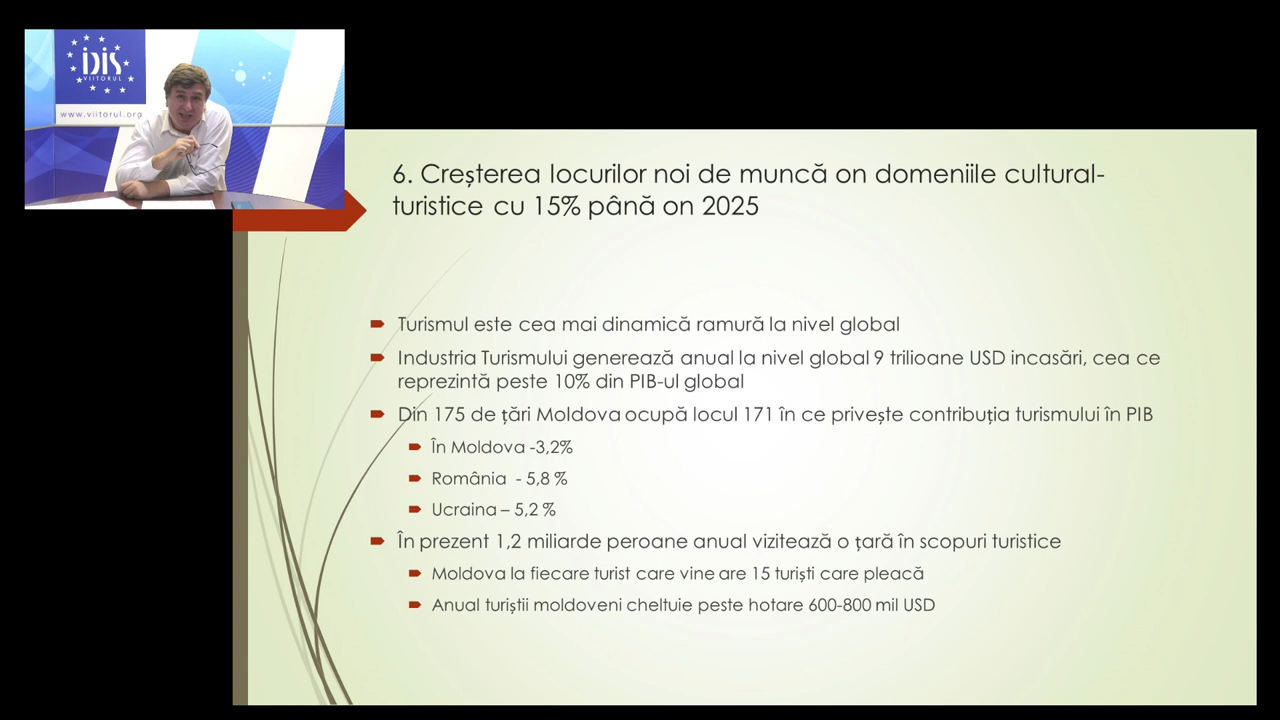 iDiS
VIITORUL
www.viitorul.org
6. Creșterea locurilor noi de muncă on domeniile cultural-
turistice cu 15% până on 2025
Turismul este cea mai dinamică ramură la nivel global
Industria Turismului generează anual la nivel global 9 trilioane USD incasări, cea ce
reprezintă peste 10% din PIB-ul global
Din 175 de țări Moldova ocupă locul 171 în ce privește contribuția turismului în PIB
În Moldova -3,2%
România - 5,8 %
Ucraina – 5,2 %
În prezent 1,2 miliarde peroane anual vizitează o țară în scopuri turistice
Moldova la fiecare turist care vine are 15 turiști care pleacă
Anual turiștii moldoveni cheltuie peste hotare 600-800 mil USD